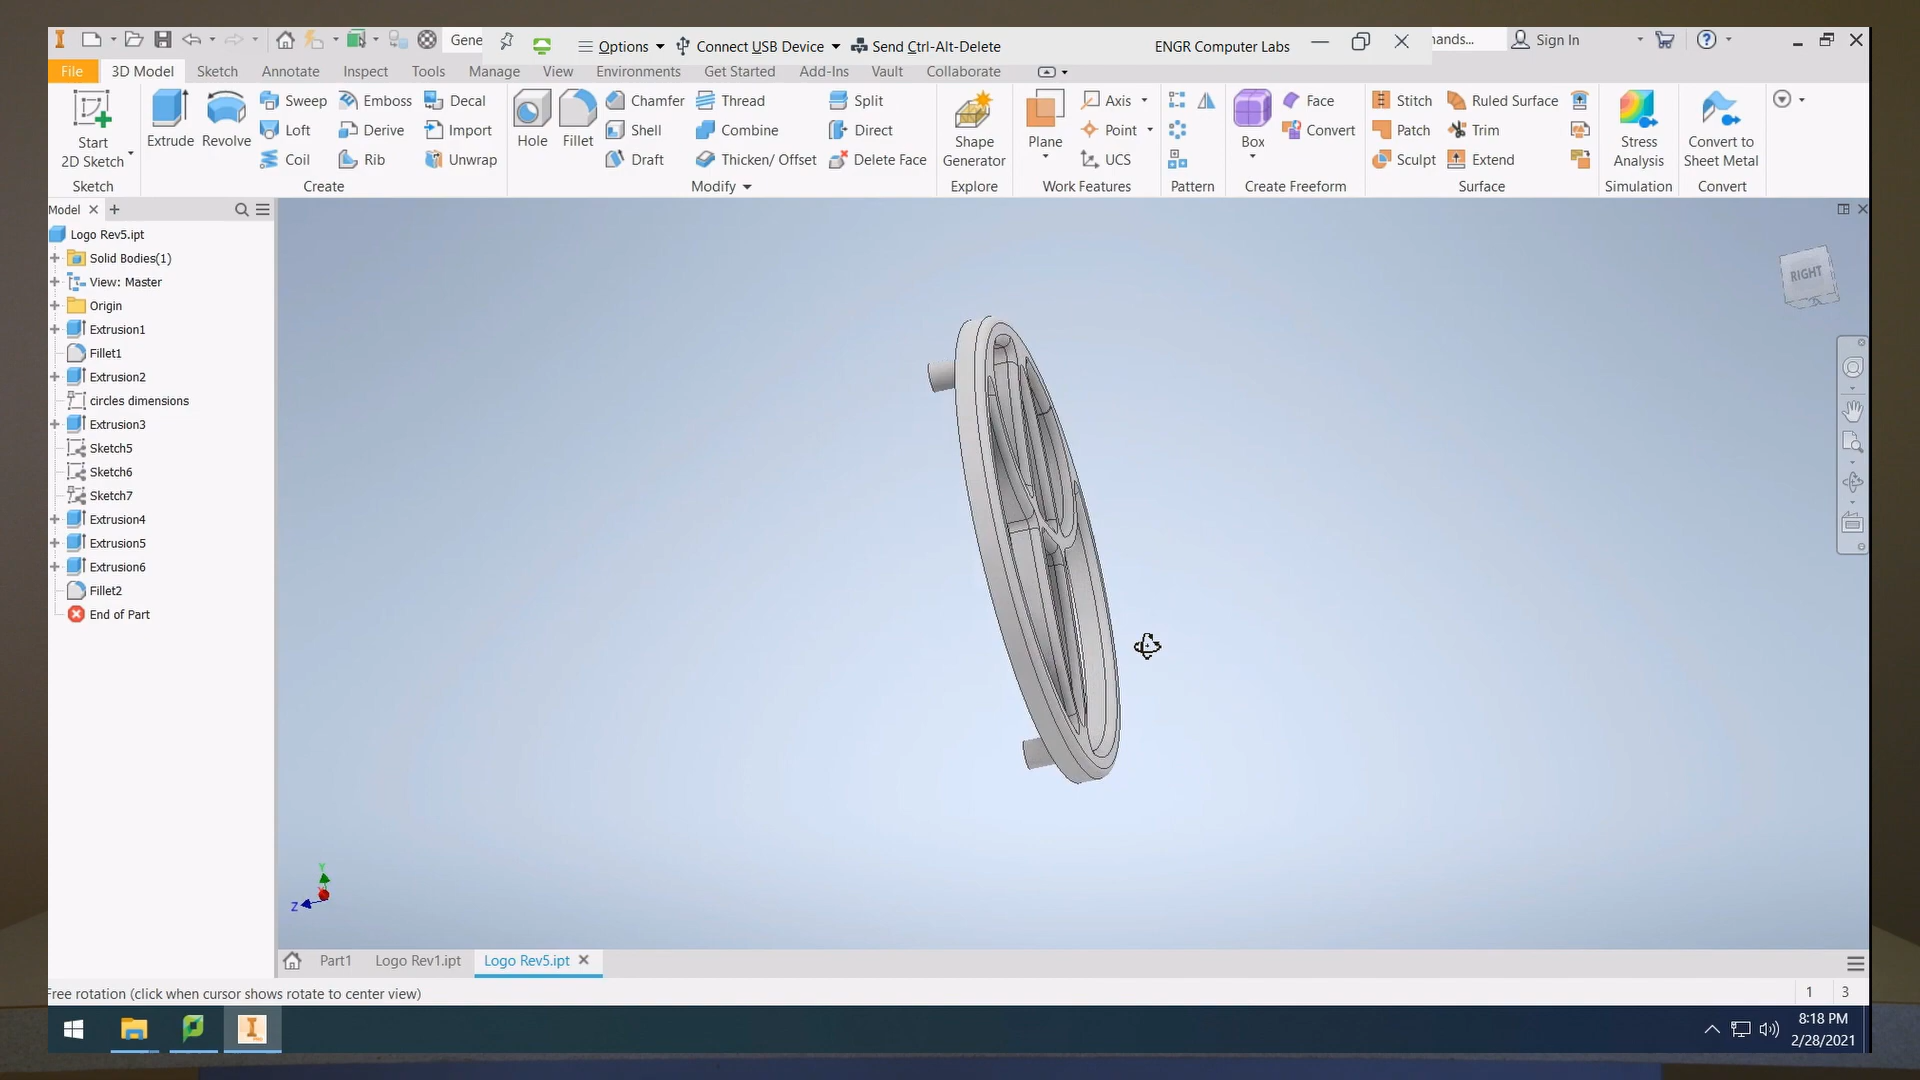 Gene
Options
Connect USB Device
Send Ctrl-Alt-Delete
ENGR Computer Labs
Sign In
File
3D Model
Sketch
Annotate
Inspect
Tools
Manage
View
Environments
Get Started
Add-Ins
Vault
Collaborate
Start
2D Sketch
Sketch
Extrude
Revolve
Sweep
Loft
Coil
Emboss
Derive
Rib
Decal
Import
Unwrap
Create
Hole
Fillet
Chamfer
Shell
Draft
Thread
Combine
Thicken/ Offset
Split
Direct
Delete Face
Modify
Shape
Generator
Explore
Plane
Axis
Point
UCS
Work Features
Pattern
Box
Face
Convert
Create Freeform
Stitch
Patch
Sculpt
Ruled Surface
Trim
Extend
Surface
Stress
Analysis
Simulation
Convert to
Sheet Metal
Convert
Model
Logo Rev5.ipt
Solid Bodies(1)
View: Master
Origin
Extrusion1
Fillet1
Extrusion2
circles dimensions
Extrusion3
Sketch5
Sketch6
Sketch7
Extrusion4
Extrusion5
Extrusion6
Fillet2
End of Part
RIGHT
Y
Z
Part1
Logo Rev1.ipt
Logo Rev5.ipt
Free rotation (click when cursor shows rotate to center view)
1 3
8:18 PM
2/28/2021